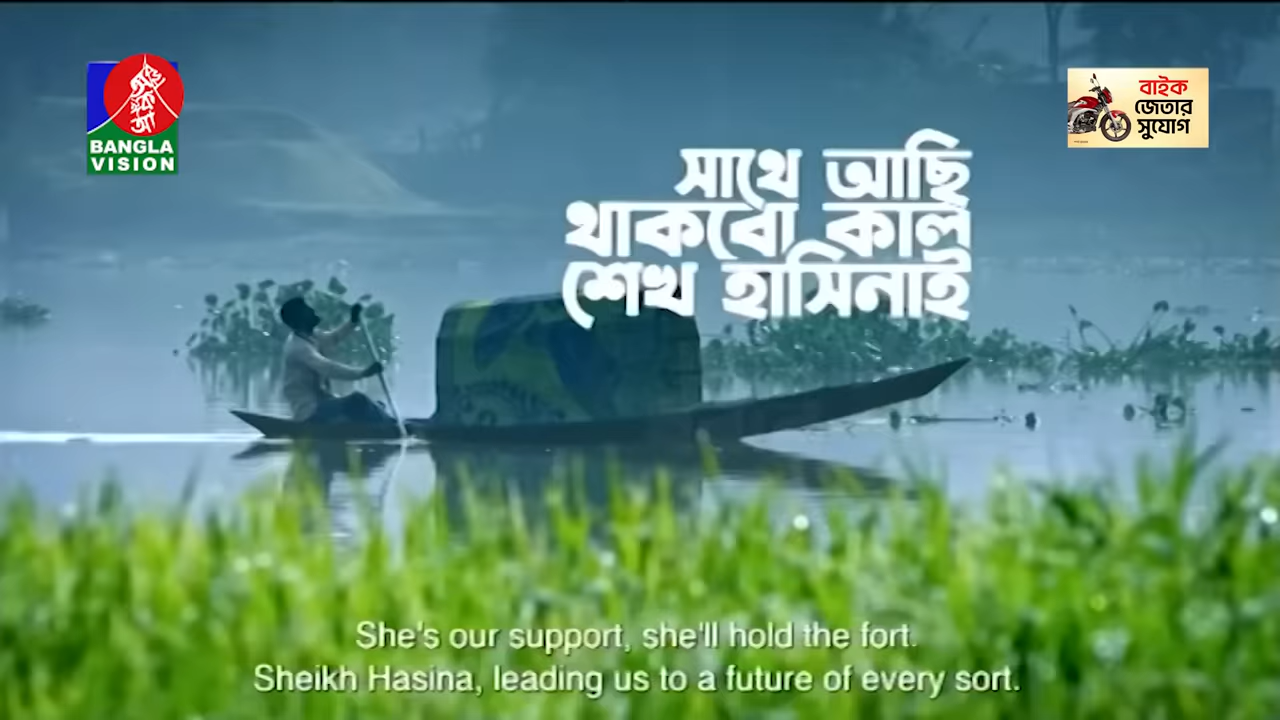 BANGLA
VISION
বাইক
জেতার
সুযোগ
সাথে আছি
থাকবো কাল
শেখ হাসিনাই
She's our support, she'll hold the fort.
Sheikh Hasina, leading us to a future of every sort.